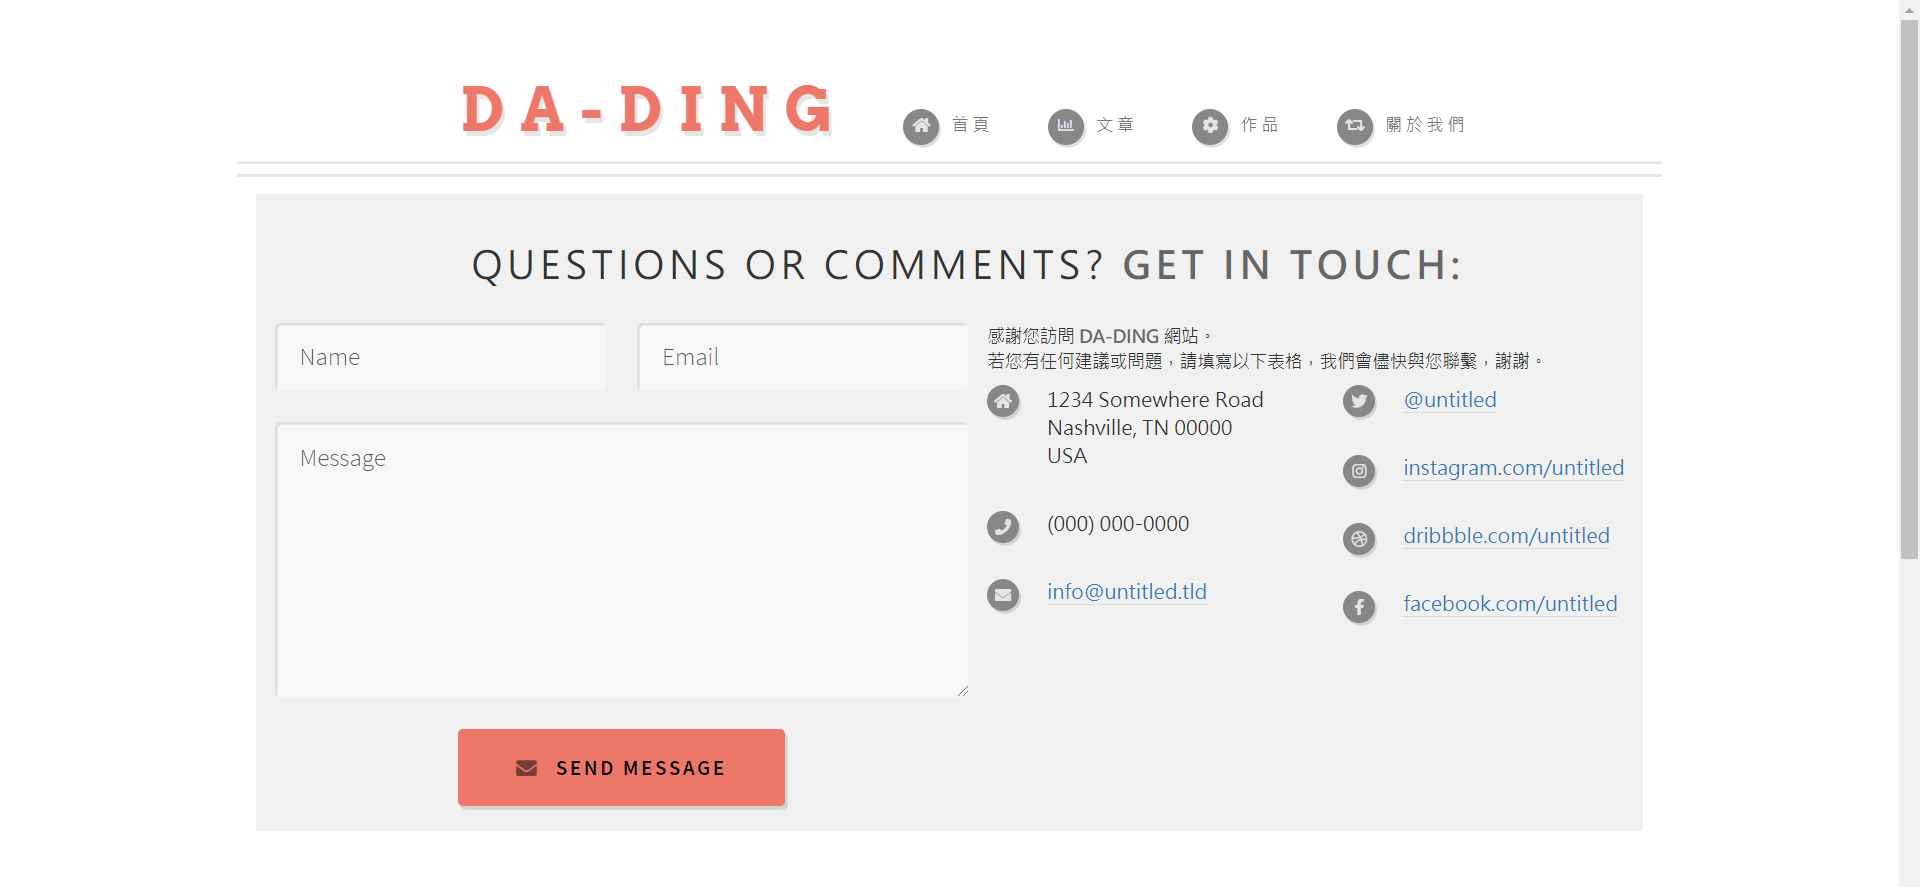 DA-DING
首頁
文章
作品
關於我們
QUESTIONS OR COMMENTS? GET IN TOUCH:
Name
Email
Message
SEND MESSAGE
感謝您訪問 DA-DING 網站。
若您有任何建議或問題，請填寫以下表格，我們會儘快與您聯繫，謝謝。
1234 Somewhere Road
Nashville, TN 00000
USA
(000) 000-0000
info@untitled.tld
@untitled
instagram.com/untitled
dribbble.com/untitled
facebook.com/untitled